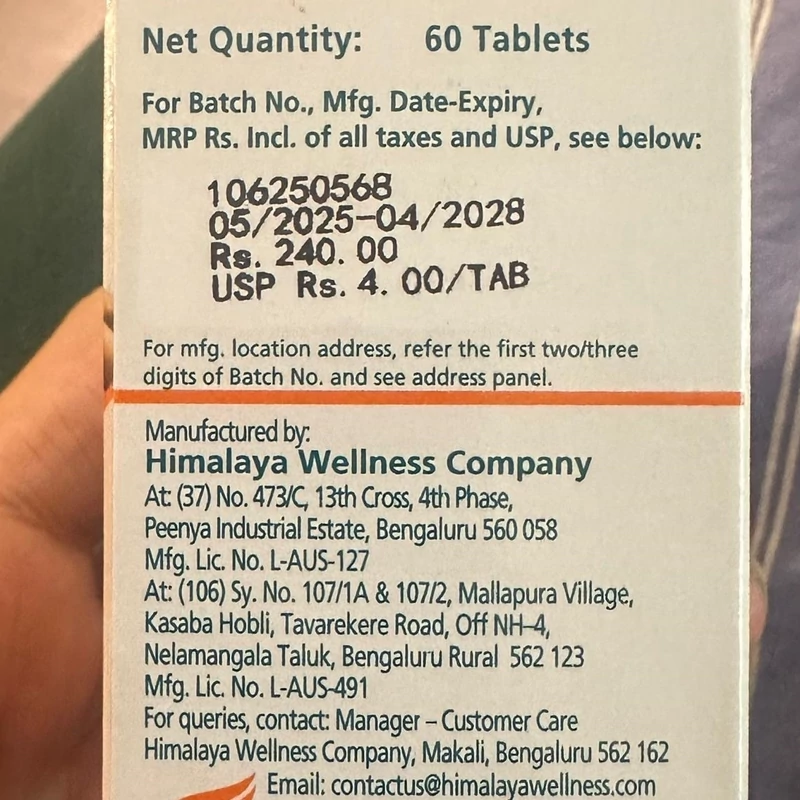 Net Quantity: 60 Tablets
For Batch No., Mfg. Date-Expiry,
MRP Rs. Incl. of all taxes and USP, see below:
106250568
05/2025-04/2028
Rs. 240. 00
USP Rs. 4. 00/TAB
For mfg. location address, refer the first two/three
digits of Batch No. and see address panel.
Manufactured by:
Himalaya Wellness Company
At: (37) No. 473/C, 13th Cross, 4th Phase,
Peenya Industrial Estate, Bengaluru 560 058
Mfg. Lic. No. L-AUS-127
At: (106) Sy. No. 107/1A & 107/2, Mallapura Village,
Kasaba Hobli, Tavarekere Road, Off NH-4,
Nelamangala Taluk, Bengaluru Rural 562 123
Mfg. Lic. No. L-AUS-491
For queries, contact: Manager – Customer Care
Himalaya Wellness Company, Makali, Bengaluru 562 162
Email: contactus@himalayawellness.com